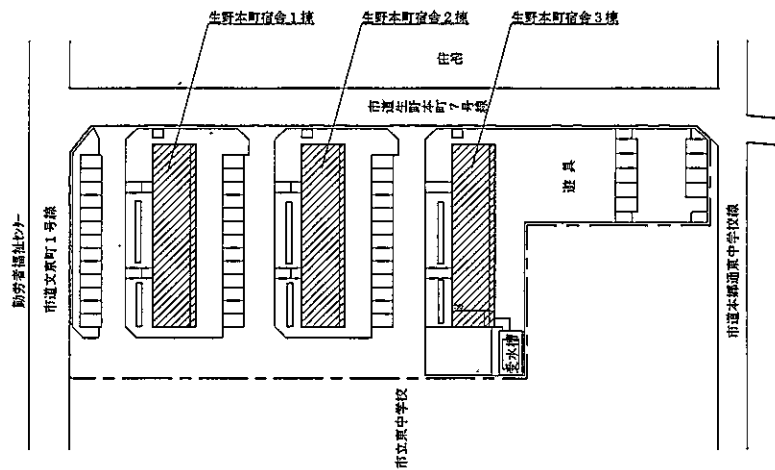 生野本町宿舎1棟
生野本町宿舎2棟
生野本町宿舎3棟
住宅
市道生野本町7号線
遊具
勤労者福祉センター
市道文京町1号線
市道本郷通東中学校線
受水槽
市立東中学校